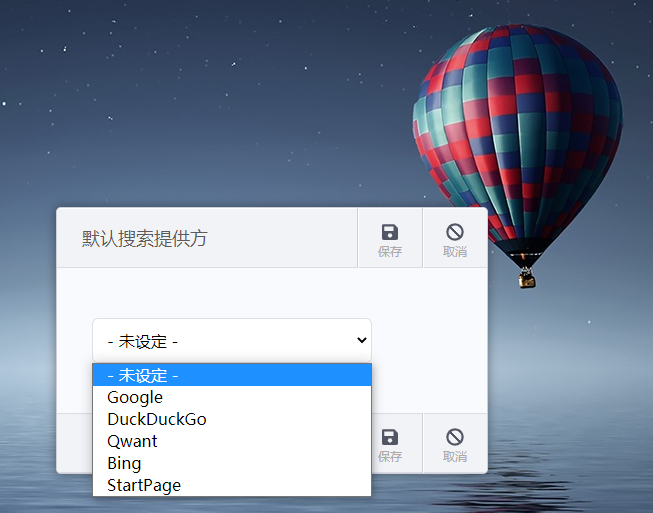 默认搜索提供方
保存
取消
- 未设定 -
- 未设定 -
Google
DuckDuckGo
Qwant
Bing
StartPage
保存
取消